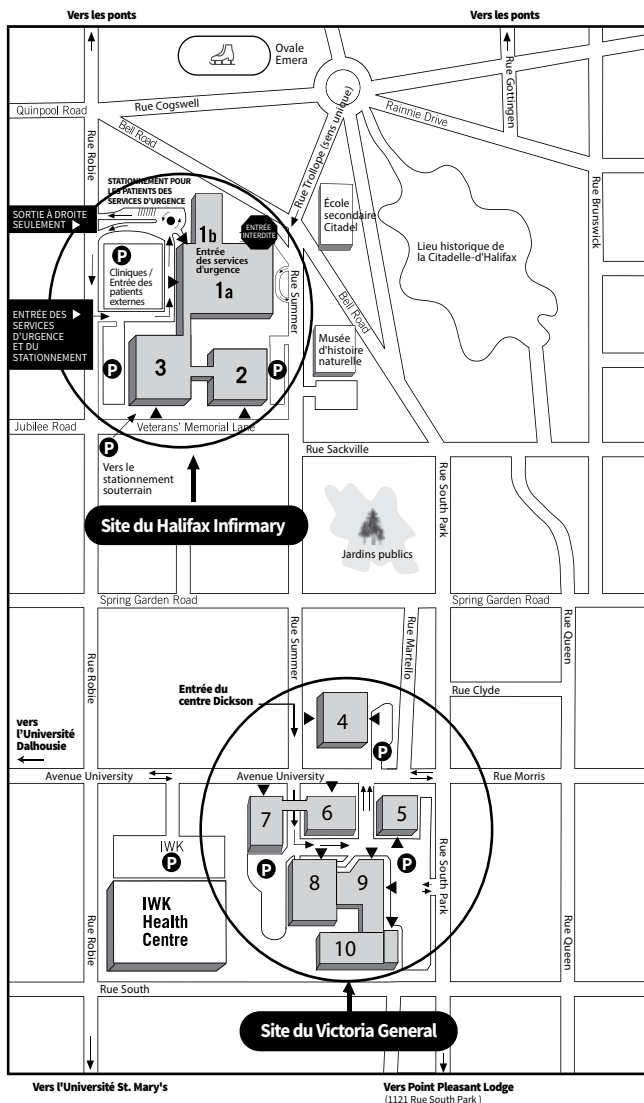 Vers les ponts
Vers les ponts
Ovale
Emera
Rue Cogswell
Quinpool Road
Bell Road
Rue Robie
Rue Trollope (sens unique)
Rainnie Drive
Rue Gottingen
Rue Brunswick
STATIONNEMENT POUR
LES PATIENTS DES
SERVICES D'URGENCE
SORTIE À DROITE
SEULEMENT
1b
ENTRÉE
INTERDITE
École
secondaire
Citadel
Lieu historique de
la Citadelle-d'Halifax
P
Cliniques /
Entrée des
patients
externes
Entrée
des services
d'urgence
1a
Rue Summer
Bell Road
ENTRÉE DES
SERVICES
D'URGENCE
ET DU
STATIONNEMENT
Musée
d'histoire
naturelle
P
3
2
P
Jubilee Road
Veterans' Memorial Lane
P
Vers le
stationnement
souterrain
Rue Sackville
Rue South Park
Site du Halifax Infirmary
Jardins publics
Spring Garden Road
Spring Garden Road
Rue Robie
Rue Summer
Rue Martello
Rue Queen
Entrée du
centre Dickson
Rue Clyde
4
P
vers
l'Université
Dalhousie
Avenue University
Avenue University
Rue Morris
7
6
5
IWK
P
P
P
8
9
Rue South Park
IWK
Health
Centre
Rue Robie
Rue Queen
10
Rue South
Site du Victoria General
Vers l'Université St. Mary's
Vers Point Pleasant Lodge
(1121 Rue South Park )